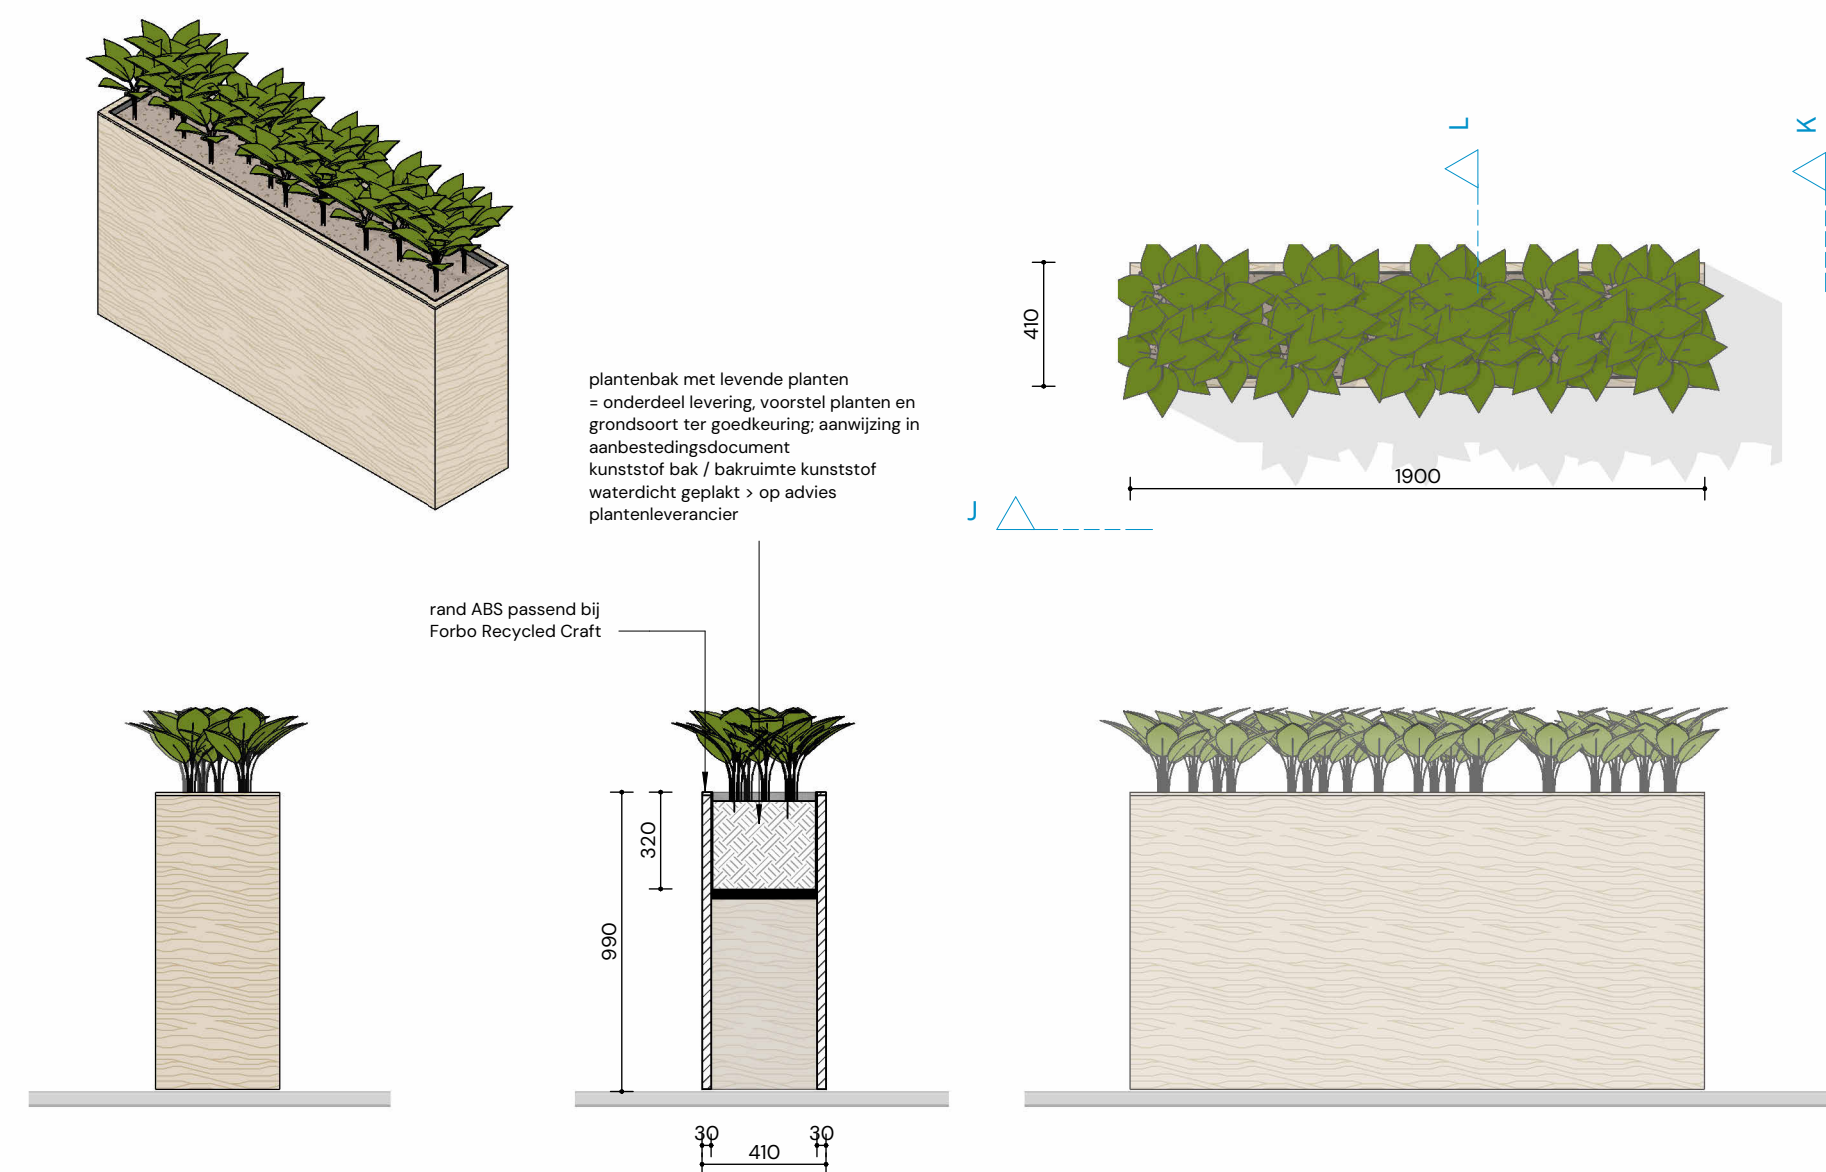 L
K
410
plantenbak met levende planten
= onderdeel levering, voorstel planten en
grondsoort ter goedkeuring; aanwijzing in
aanbestedingsdocument
kunststof bak / bakruimte kunststof
waterdicht geplakt > op advies
plantenleverancier
1900
J
rand ABS passend bij
Forbo Recycled Craft
320
990
30
30
410